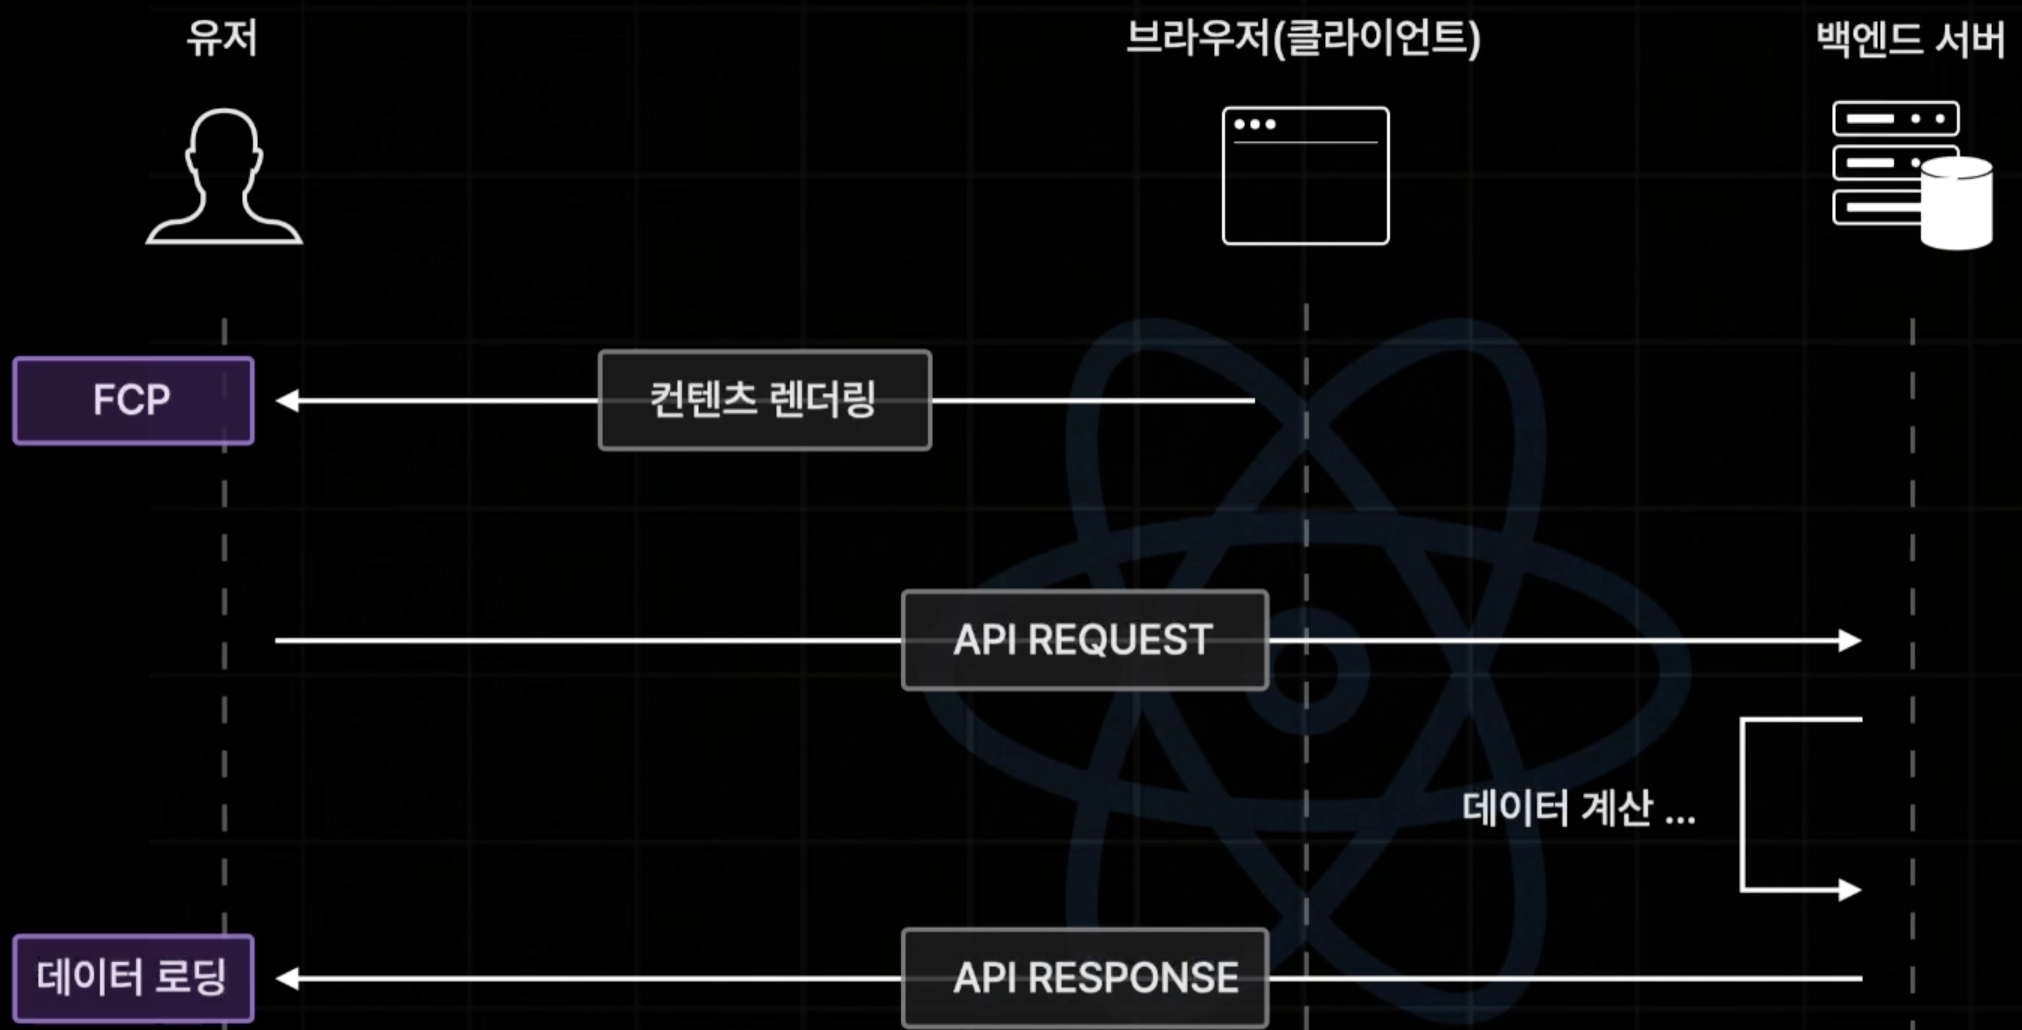 유저
브라우저(클라이언트)
백엔드 서버
FCP
컨텐츠 렌더링
API REQUEST
데이터 계산 ...
데이터 로딩
API RESPONSE